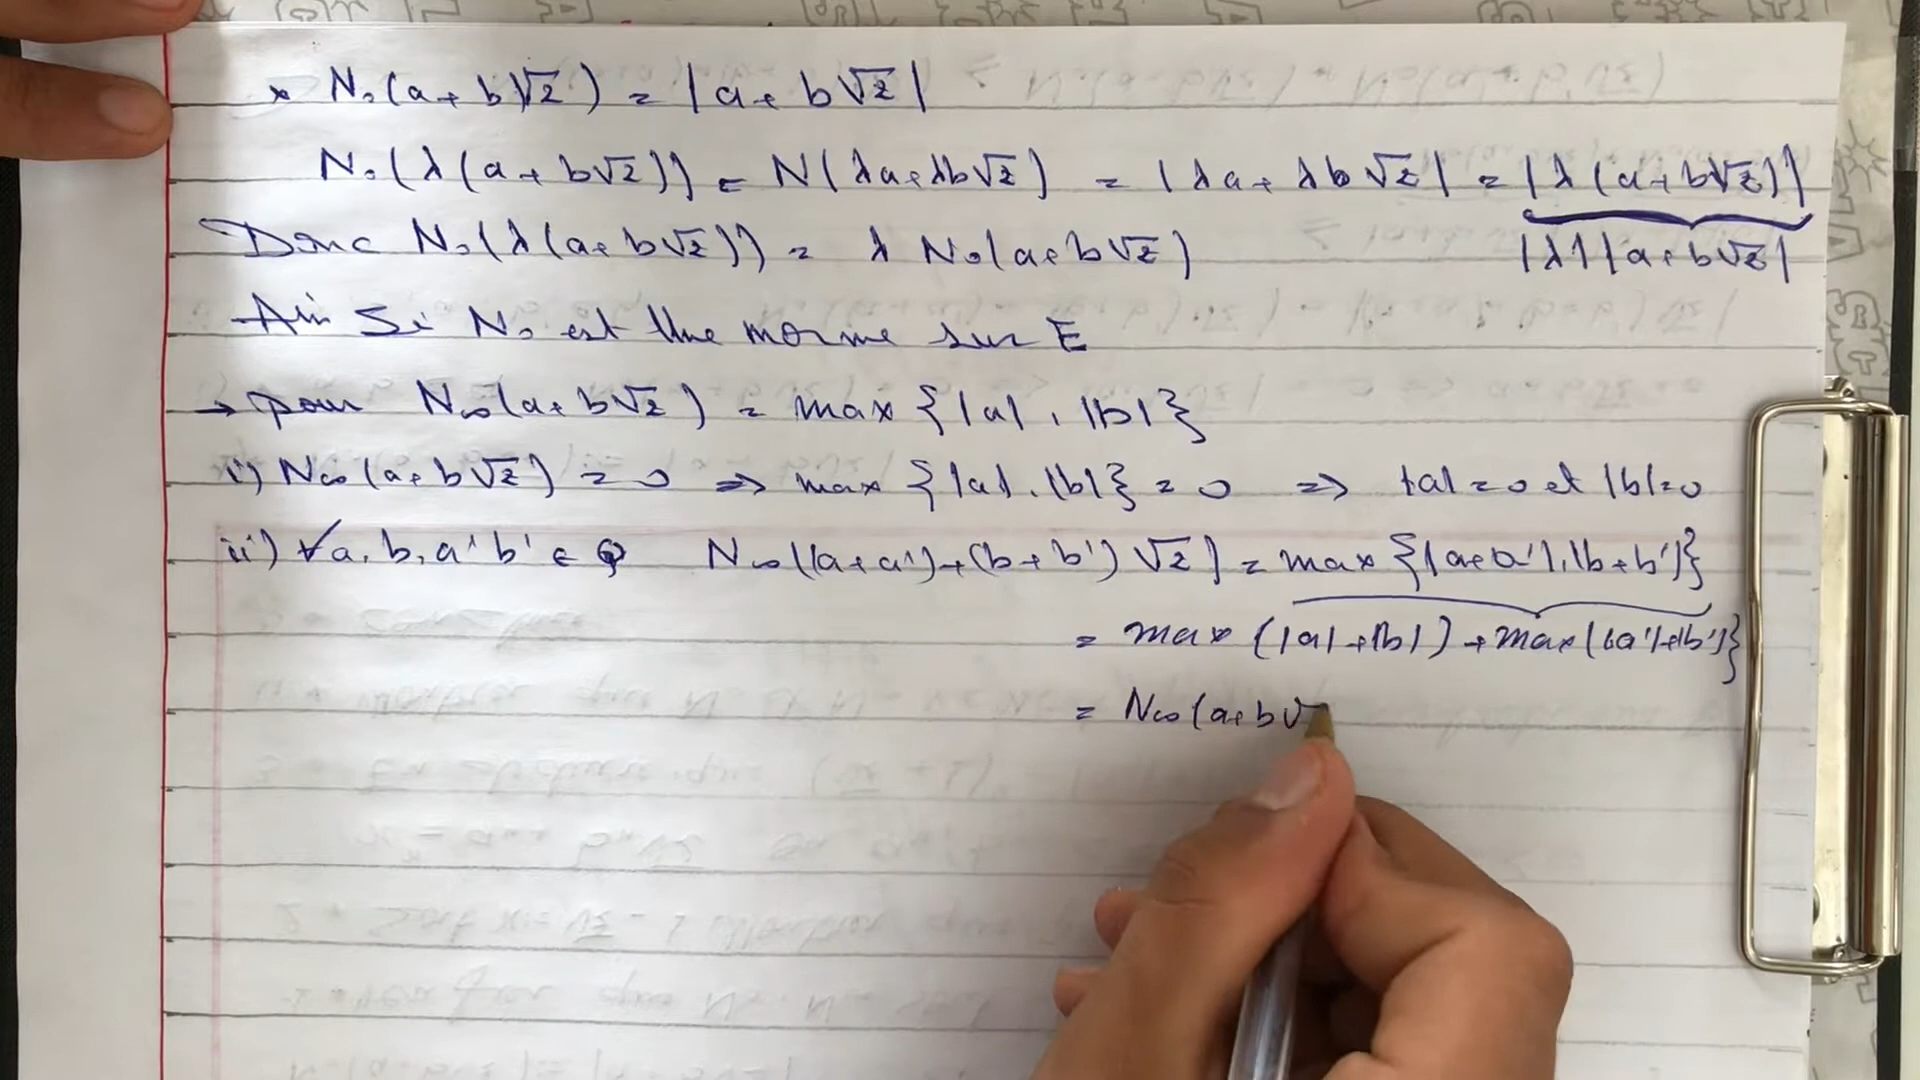 * N₀(a+b√2) = |a+b√2|
N₀(λ(a+b√2)) = N(λa+λb√2) = |λa+λb√2| = |λ(a+b√2)|
Donc N₀(λ(a+b√2)) = λ N₀(a+b√2) |λ||a+b√2|
Ain Si N₀ est Une norme sur E
→ pour N∞(a+b√2) = max {|a|, |b|}
i) N∞(a+b√2) = 0 ⇒ max {|a|, |b|} = 0 ⇒ |a|=0 et |b|=0
ii) ∀a, b, a' b' ∈ Q N∞((a+a')+(b+b')√2) = max {|a+a'|, |b+b'|}
= max (|a|+|b|) + max(|a'|+|b'|}
= N∞(a+b√